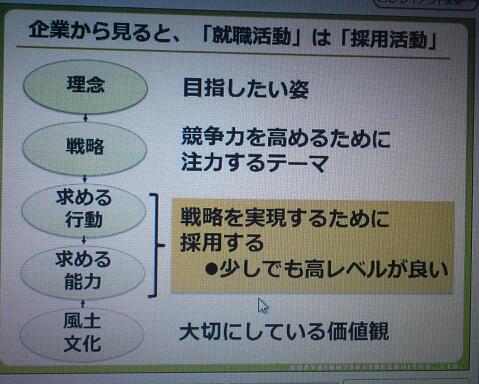 企業から見ると、「就職活動」は「採用活動」
理念
目指したい姿
戦略
競争力を高めるために
注力するテーマ
求める
行動
求める
能力
戦略を実現するために
採用する
●少しでも高レベルが良い
風土
文化
大切にしている価値観